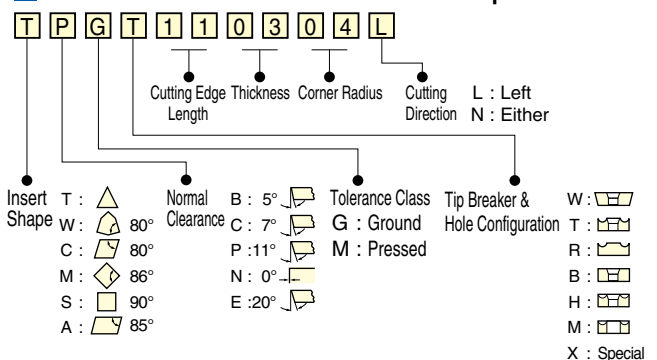 T P G T 1 1 0 3 0 4 L
Cutting Edge Length
Thickness
Corner Radius
Cutting Direction
L : Left
N : Either
Insert Shape
T :
W : 80°
C : 80°
M : 86°
S : 90°
A : 85°
Normal Clearance
B : 5°
C : 7°
P :11°
N : 0°
E :20°
Tolerance Class
G : Ground
M : Pressed
Tip Breaker &
Hole Configuration
W :
T :
R :
B :
H :
M :
X : Special